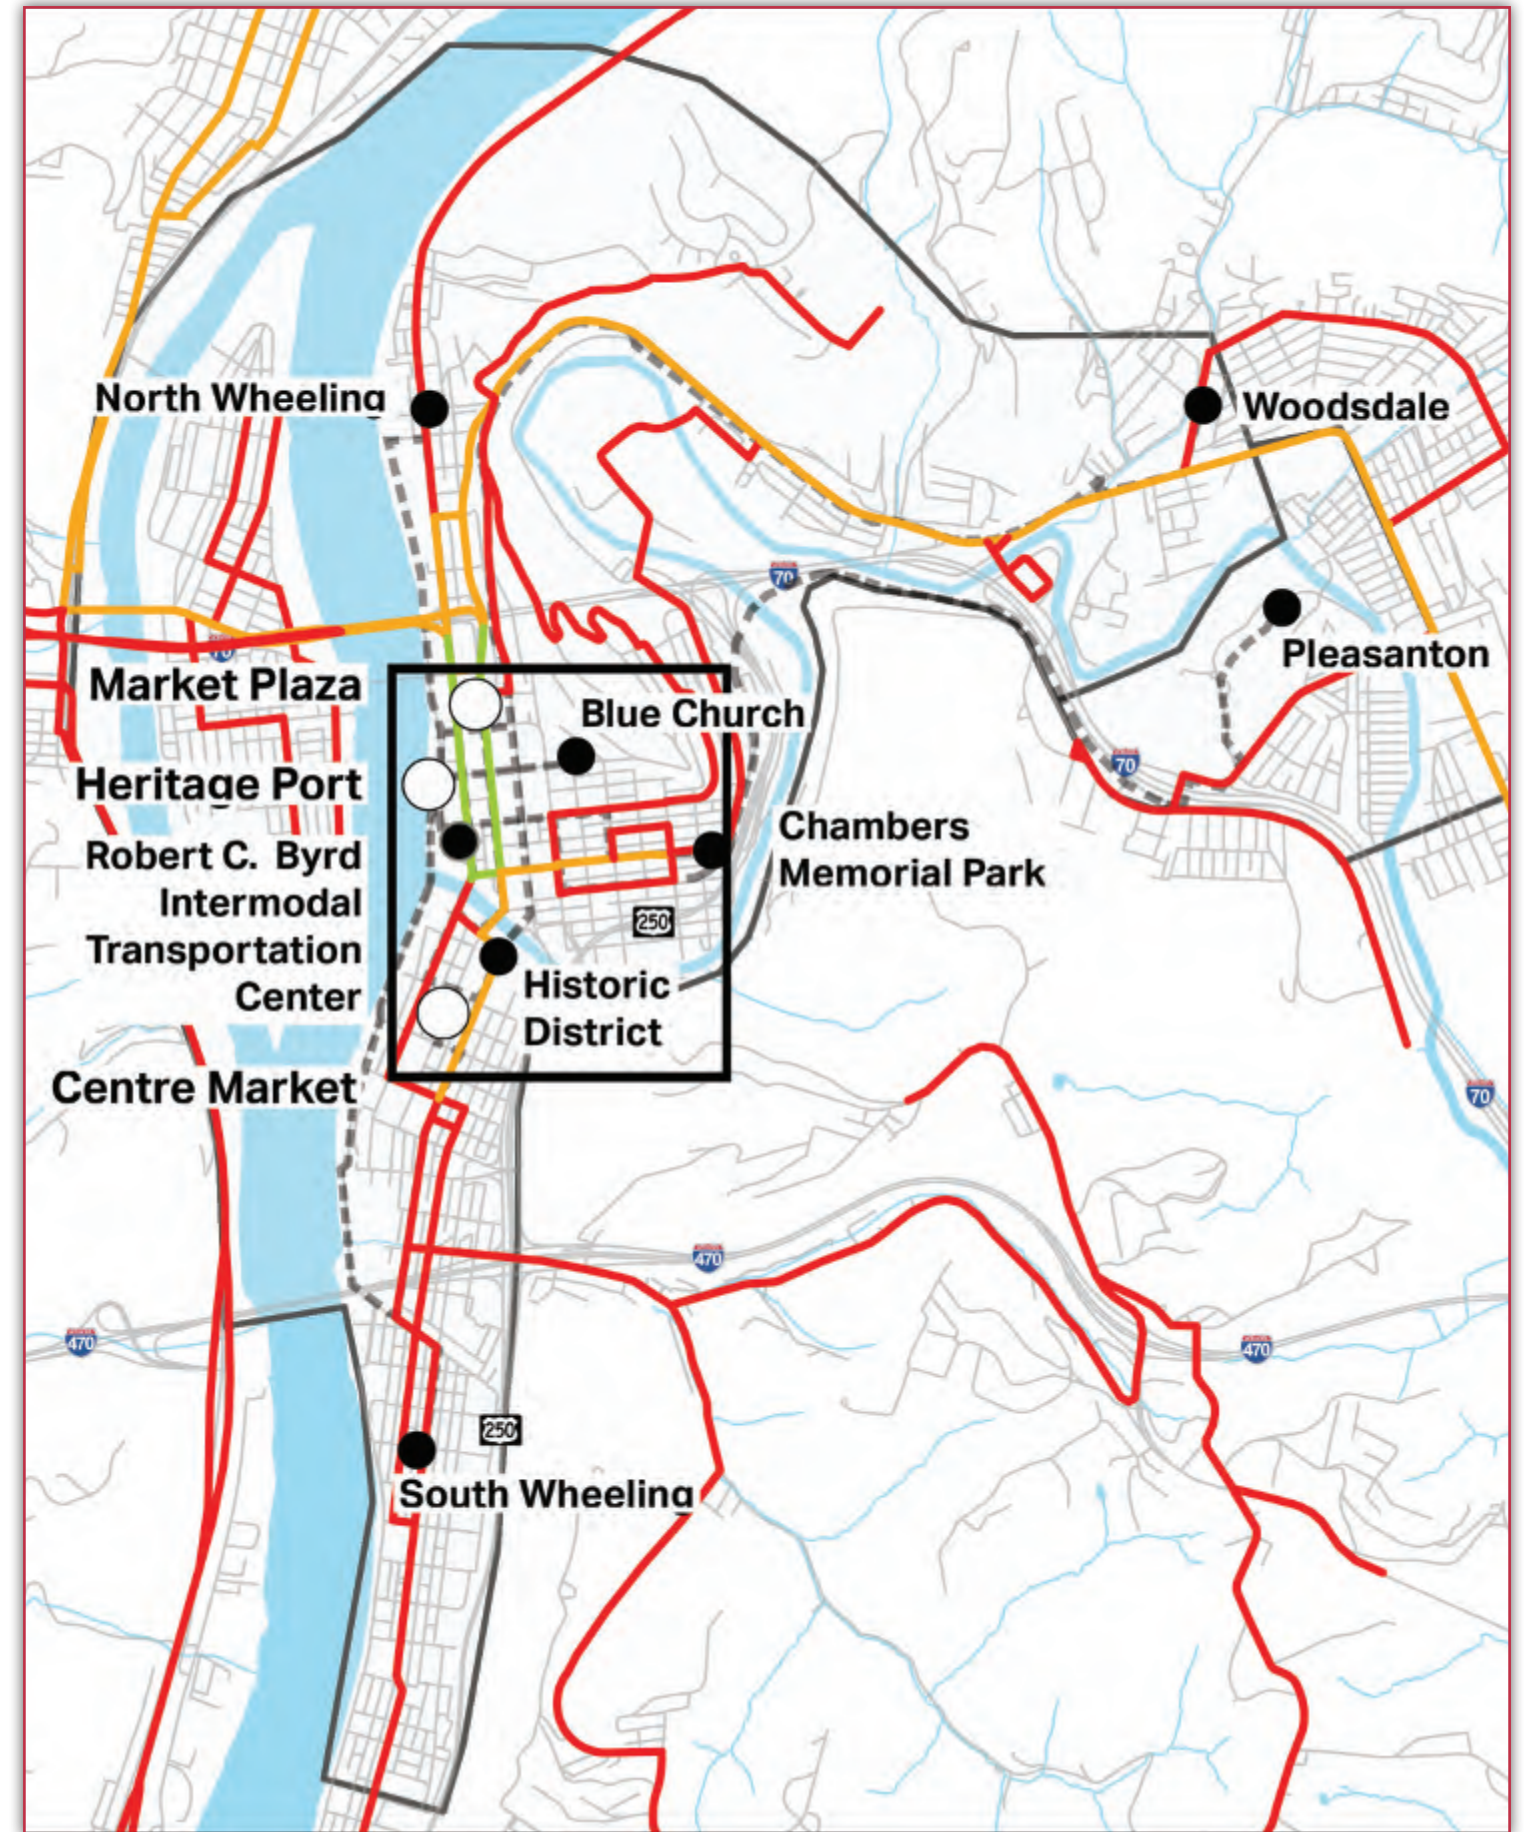 North Wheeling
Woodsdale
70
Pleasanton
70
Market Plaza
Blue Church
70
Heritage Port
Chambers
Memorial Park
Robert C. Byrd
Intermodal
Transportation
Center
250
Historic
District
Centre Market
70
470
470
470
250
South Wheeling